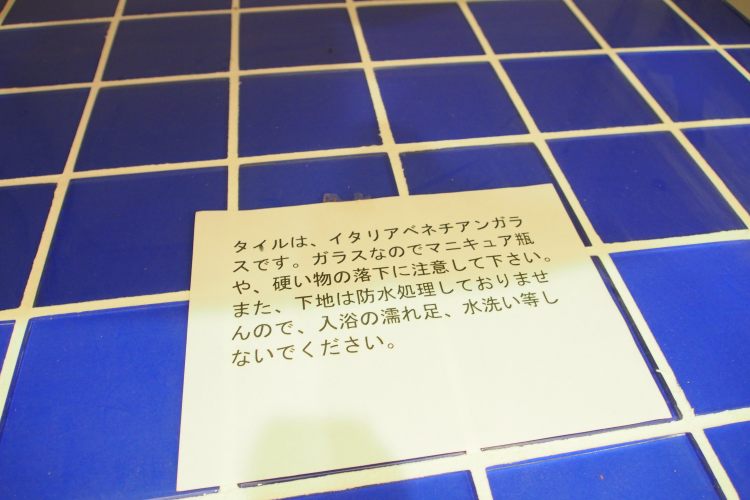 タイルは、イタリアベネチアンガラ
スです。ガラスなのでマニキュア瓶
や、硬い物の落下に注意して下さい。
また、下地は防水処理しておりませ
んので、入浴の濡れ足、水洗い等し
ないでください。